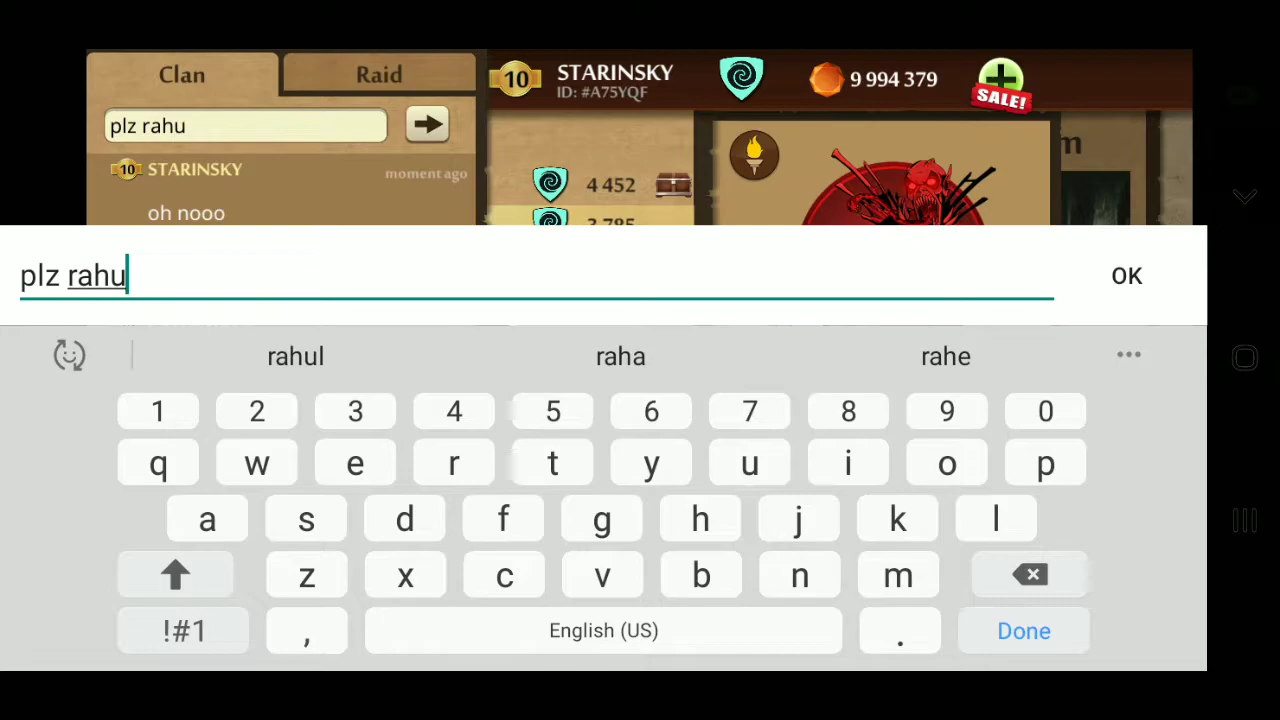 Clan
Raid
10
STARINSKY
ID: #A75YQF
9 994 379
SALE!
plz rahu
10 STARINSKY
moment ago
oh nooo
4 452
3 785
m
plz rahu
OK
rahul
raha
rahe
1 2 3 4 5 6 7 8 9 0
q w e r t y u i o p
a s d f g h j k l
z x c v b n m
!#1 , English (US) . Done